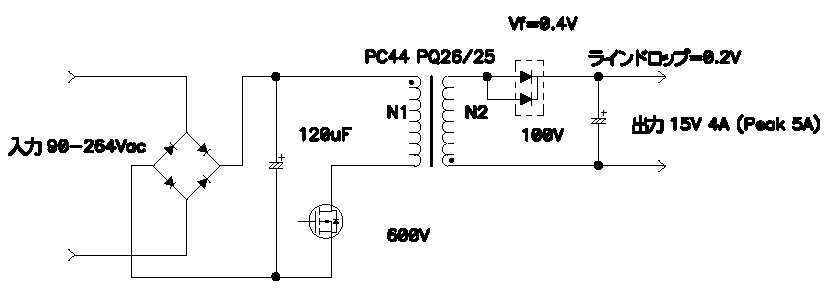 Vf=0.4V
PC44 PQ26/25
ラインドロップ=0.2V
N1
N2
120uF
100V
出力 15V 4A (Peak 5A)
入力 90-264Vac
600V